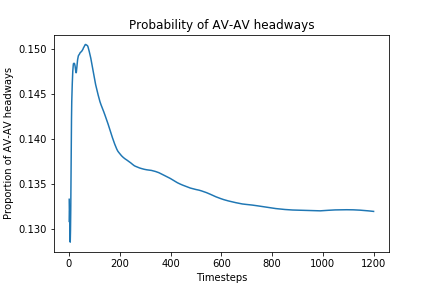 Probability of AV-AV headways
Proportion of AV-AV headways
0.150
0.145
0.140
0.135
0.130
0 200 400 600 800 1000 1200
Timesteps